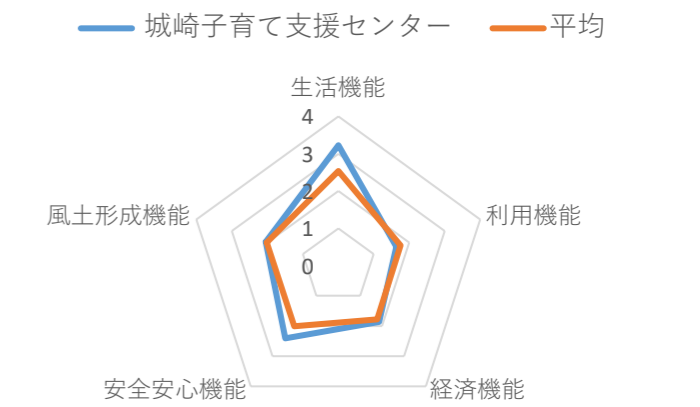 城崎子育て支援センター 平均
生活機能
4
3
2
1
0
風土形成機能
利用機能
安全安心機能
経済機能